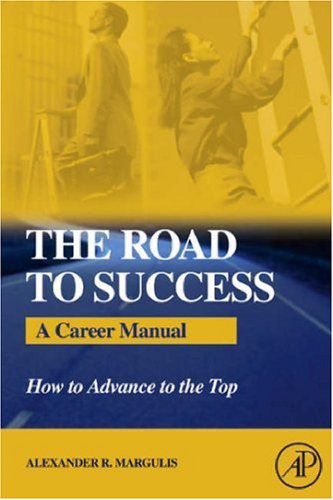 THE ROAD
TO SUCCESS
A Career Manual
How to Advance to the Top
ALEXANDER R. MARGULIS
AP